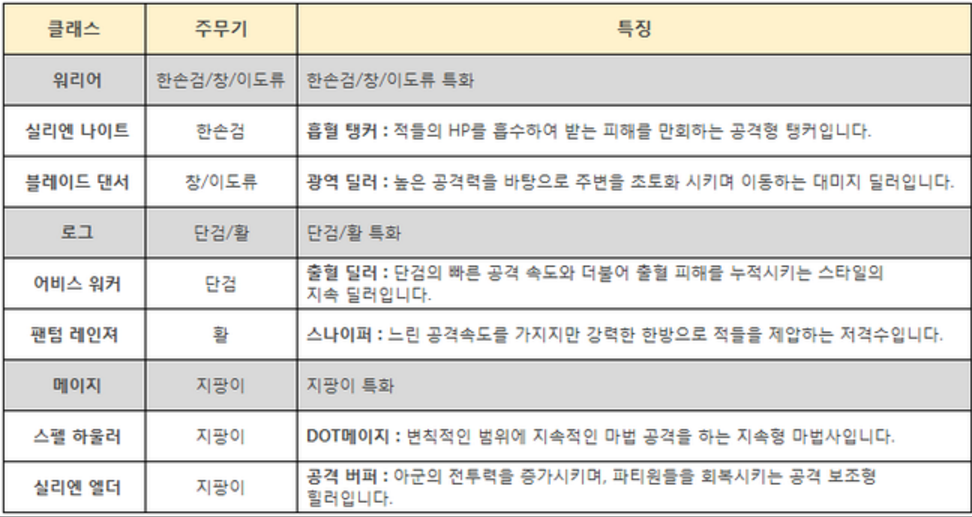 클래스 주무기 특징
워리어 한손검/창/이도류 한손검/창/이도류 특화
실리엔 나이트 한손검 흡혈 탱커 : 적들의 HP를 흡수하여 받는 피해를 만회하는 공격형 탱커입니다.
블레이드 댄서 창/이도류 광역 딜러 : 높은 공격력을 바탕으로 주변을 초토화 시키며 이동하는 대미지 딜러입니다.
로그 단검/활 단검/활 특화
어비스 워커 단검 출혈 딜러 : 단검의 빠른 공격 속도와 더불어 출혈 피해를 누적시키는 스타일의
지속 딜러입니다.
팬텀 레인져 활 스나이퍼 : 느린 공격속도를 가지지만 강력한 한방으로 적들을 제압하는 저격수입니다.
메이지 지팡이 지팡이 특화
스펠 하울러 지팡이 DOT메이지 : 변칙적인 범위에 지속적인 마법 공격을 하는 지속형 마법사입니다.
실리엔 엘더 지팡이 공격 버퍼 : 아군의 전투력을 증가시키며, 파티원들을 회복시키는 공격 보조형
힐러입니다.